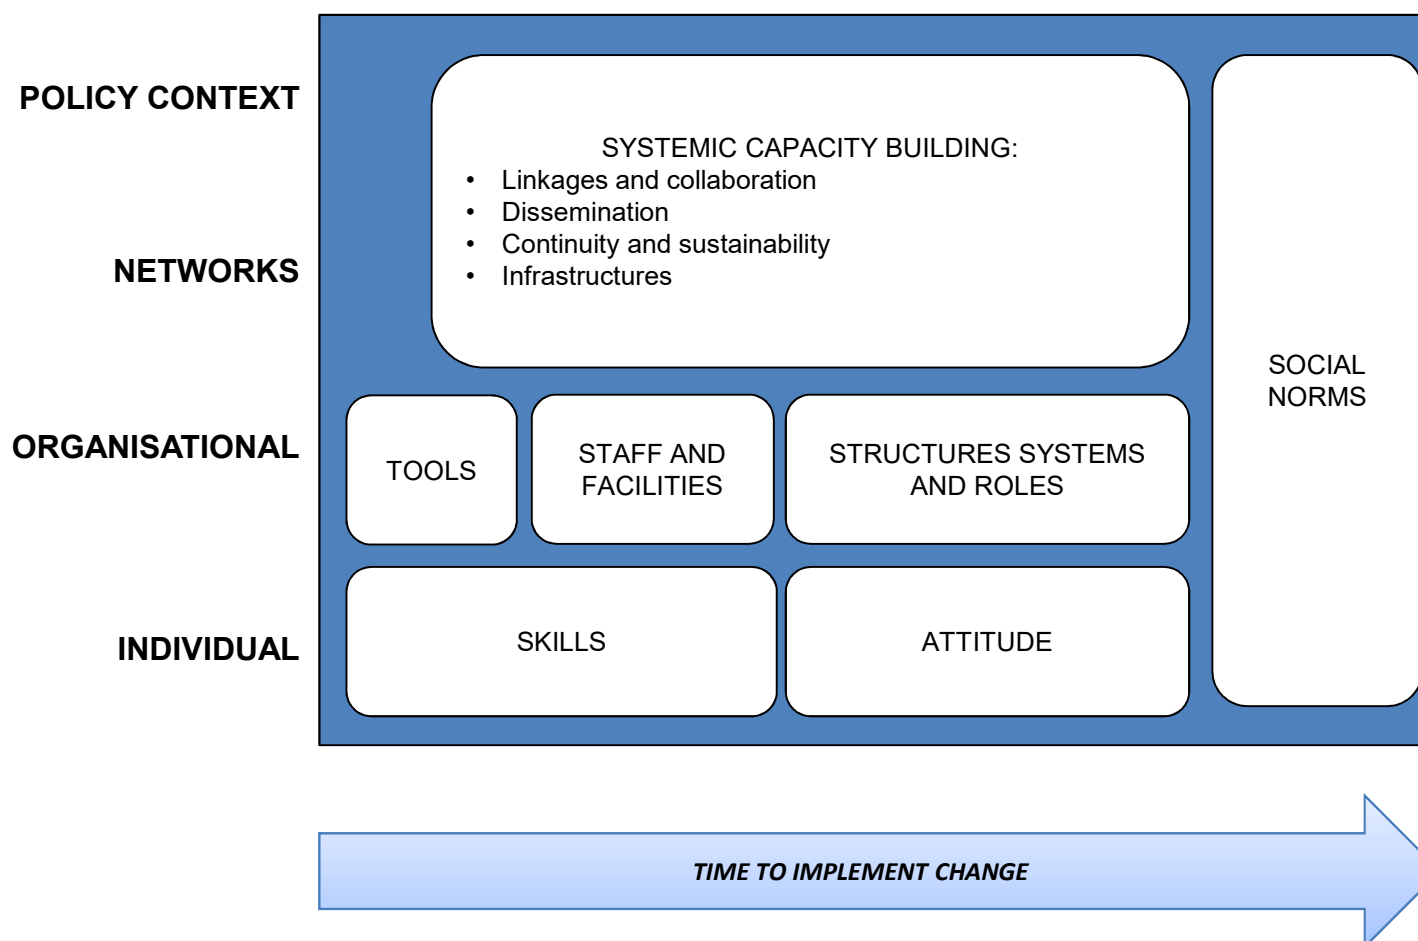 POLICY CONTEXT
SYSTEMIC CAPACITY BUILDING:
• Linkages and collaboration
• Dissemination
• Continuity and sustainability
• Infrastructures
NETWORKS
SOCIAL
NORMS
ORGANISATIONAL
TOOLS
STAFF AND
FACILITIES
STRUCTURES SYSTEMS
AND ROLES
INDIVIDUAL
SKILLS
ATTITUDE
TIME TO IMPLEMENT CHANGE